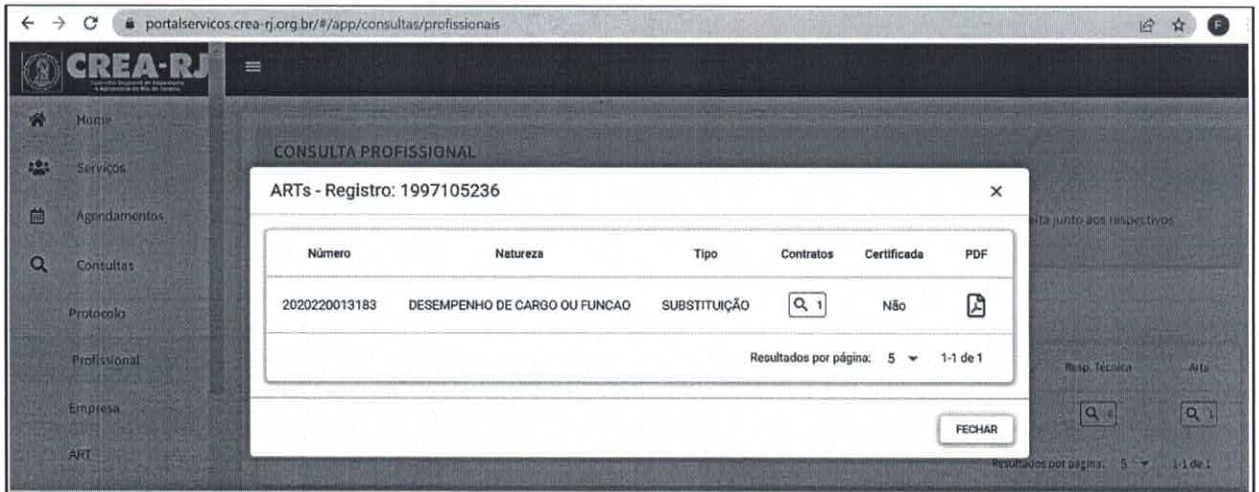 portalservicos.crea-rj.org.br/#/app/consultas/profissionais
F
CREA-RJ
Home
Serviços
Agendamentos
Consultas
Protocolo
Profissional
Empresa
ART
CONSULTA PROFISSIONAL
junto aos respectivos
ARTs - Registro: 1997105236
Número Natureza Tipo Contratos Certificada PDF
2020220013183 DESEMPENHO DE CARGO OU FUNCAO SUBSTITUIÇÃO 1 Não
Resultados por página: 5 1-1 de 1
FECHAR
Resp. Técnica Arts
Resultados por página: 5 1-1 de 1